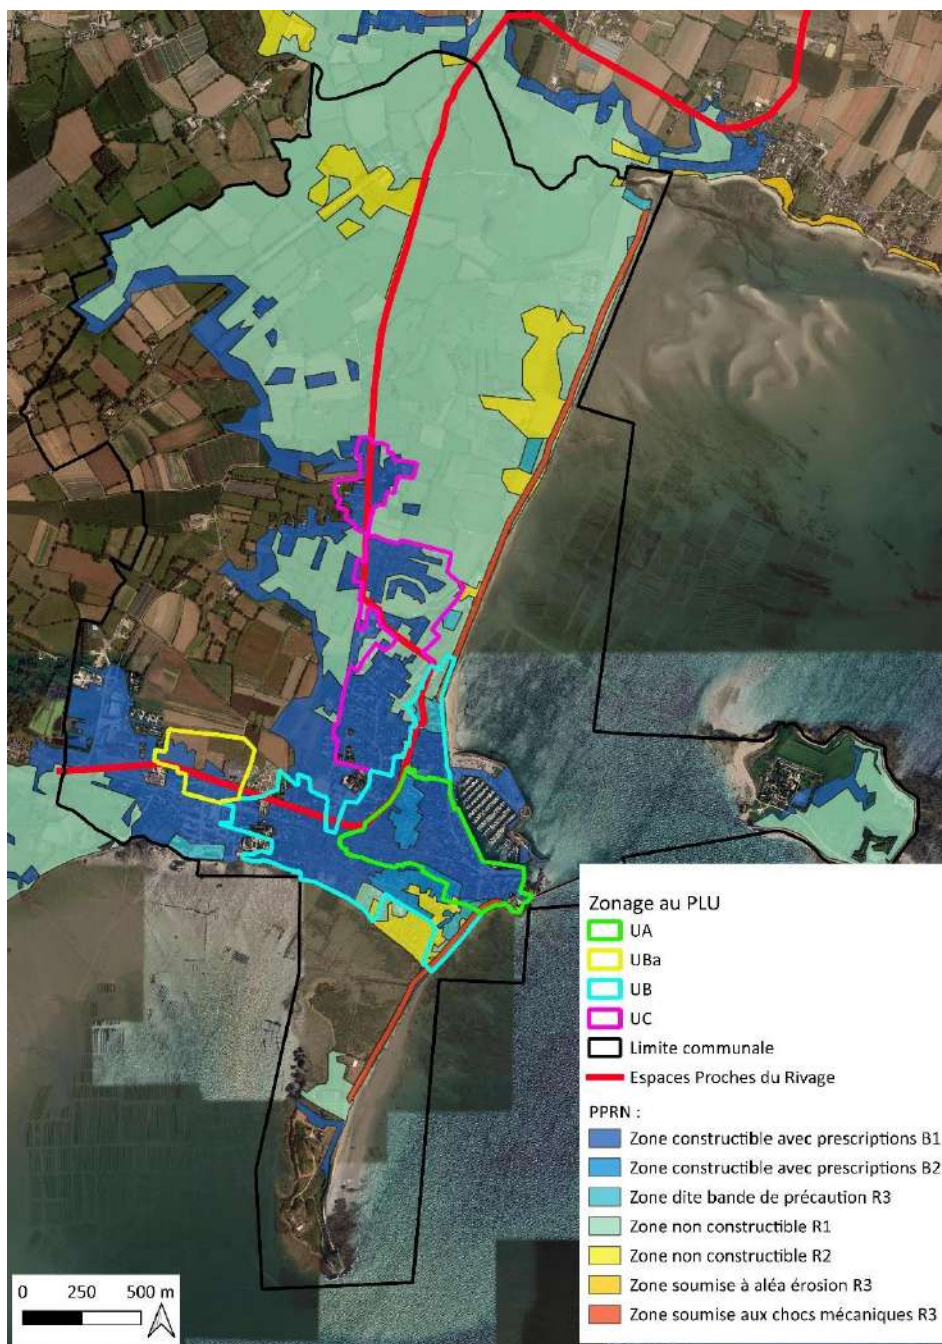 Zonage au PLU
UA
UBa
UB
UC
Limite communale
Espaces Proches du Rivage
PPRN :
Zone constructible avec prescriptions B1
Zone constructible avec prescriptions B2
Zone dite bande de précaution R3
Zone non constructible R1
Zone non constructible R2
Zone soumise à aléa érosion R3
Zone soumise aux chocs mécaniques R3
0 250 500 m